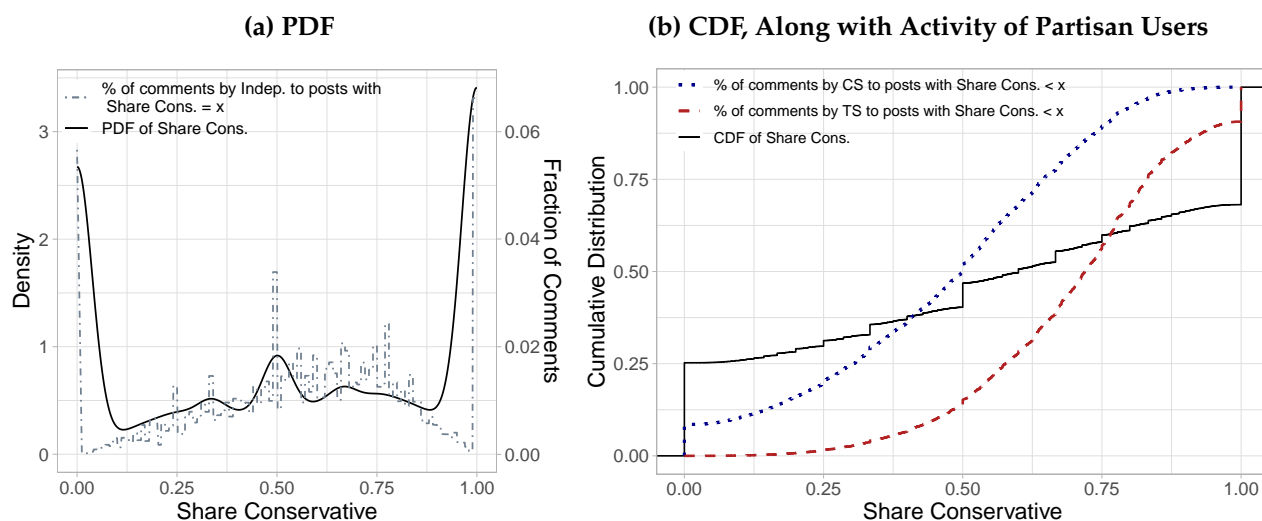 (a) PDF
% of comments by Indep. to posts with
Share Cons. = x
PDF of Share Cons.
3
2
1
0
Density
0.06
0.04
0.02
0.00
Fraction of Comments
0.00 0.25 0.50 0.75 1.00
Share Conservative
(b) CDF, Along with Activity of Partisan Users
% of comments by CS to posts with Share Cons. < x
% of comments by TS to posts with Share Cons. < x
CDF of Share Cons.
1.00
0.75
0.50
0.25
0.00
Cumulative Distribution
0.00 0.25 0.50 0.75 1.00
Share Conservative